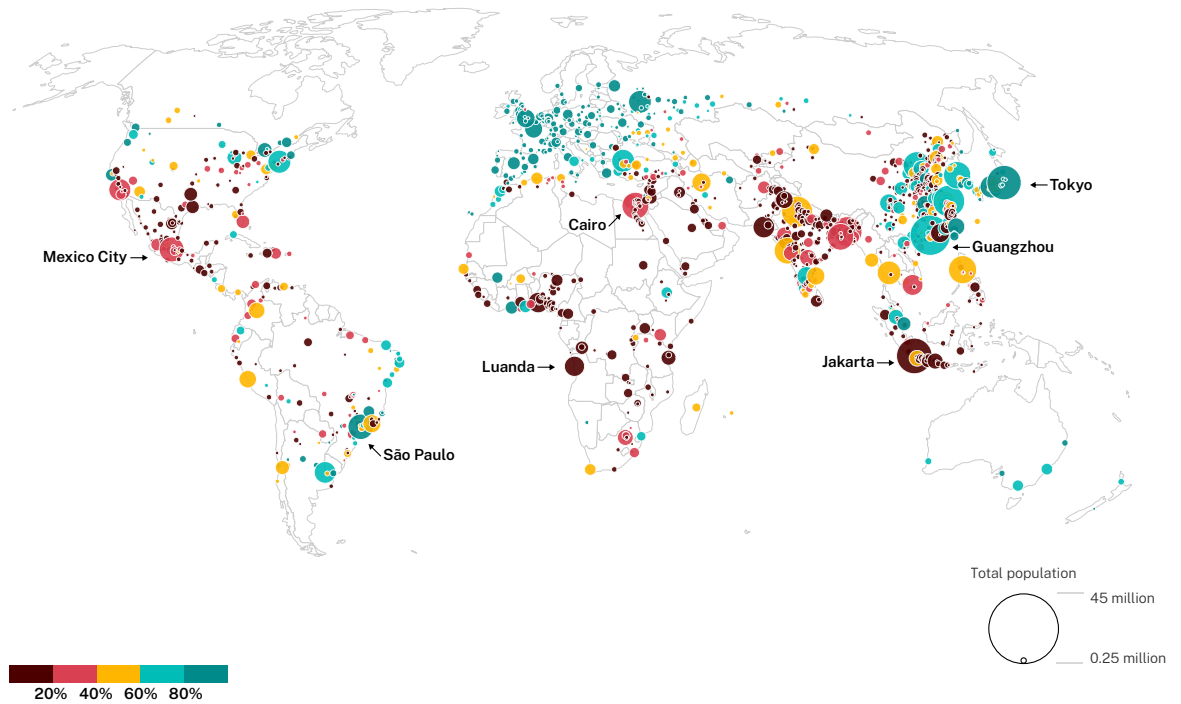 Tokyo
Cairo
Guangzhou
Mexico City
Jakarta
Luanda
São Paulo
Total population
45 million
0.25 million
20% 40% 60% 80%